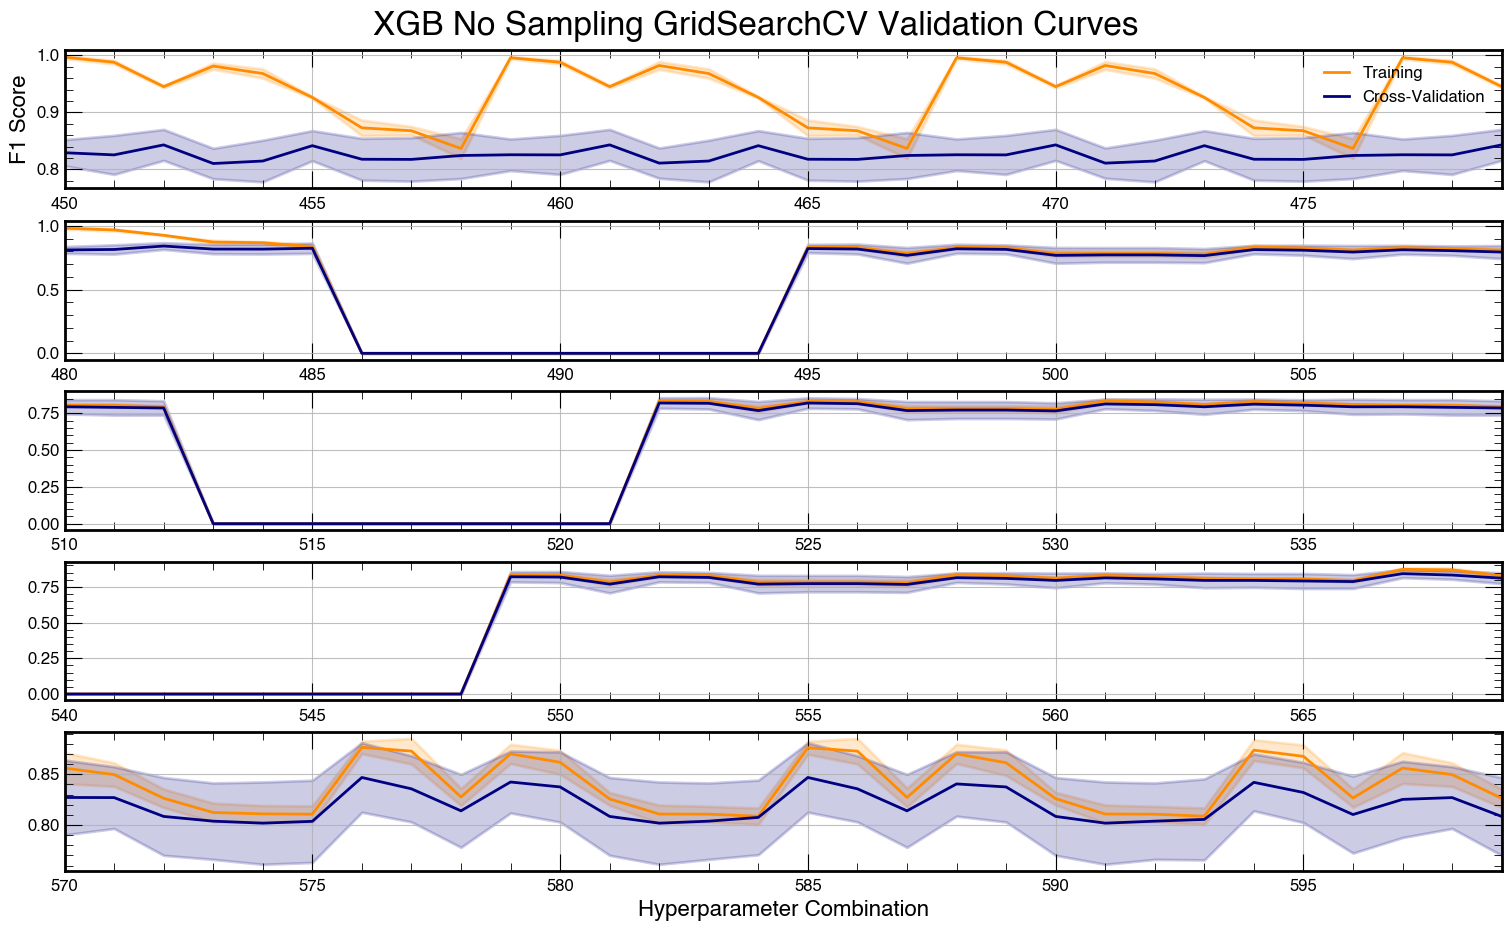 XGB No Sampling GridSearchCV Validation Curves
F1 Score
1.0
0.9
0.8
Training
Cross-Validation
450 455 460 465 470 475
1.0
0.5
0.0
480 485 490 495 500 505
0.75
0.50
0.25
0.00
510 515 520 525 530 535
0.75
0.50
0.25
0.00
540 545 550 555 560 565
0.85
0.80
570 575 580 585 590 595
Hyperparameter Combination